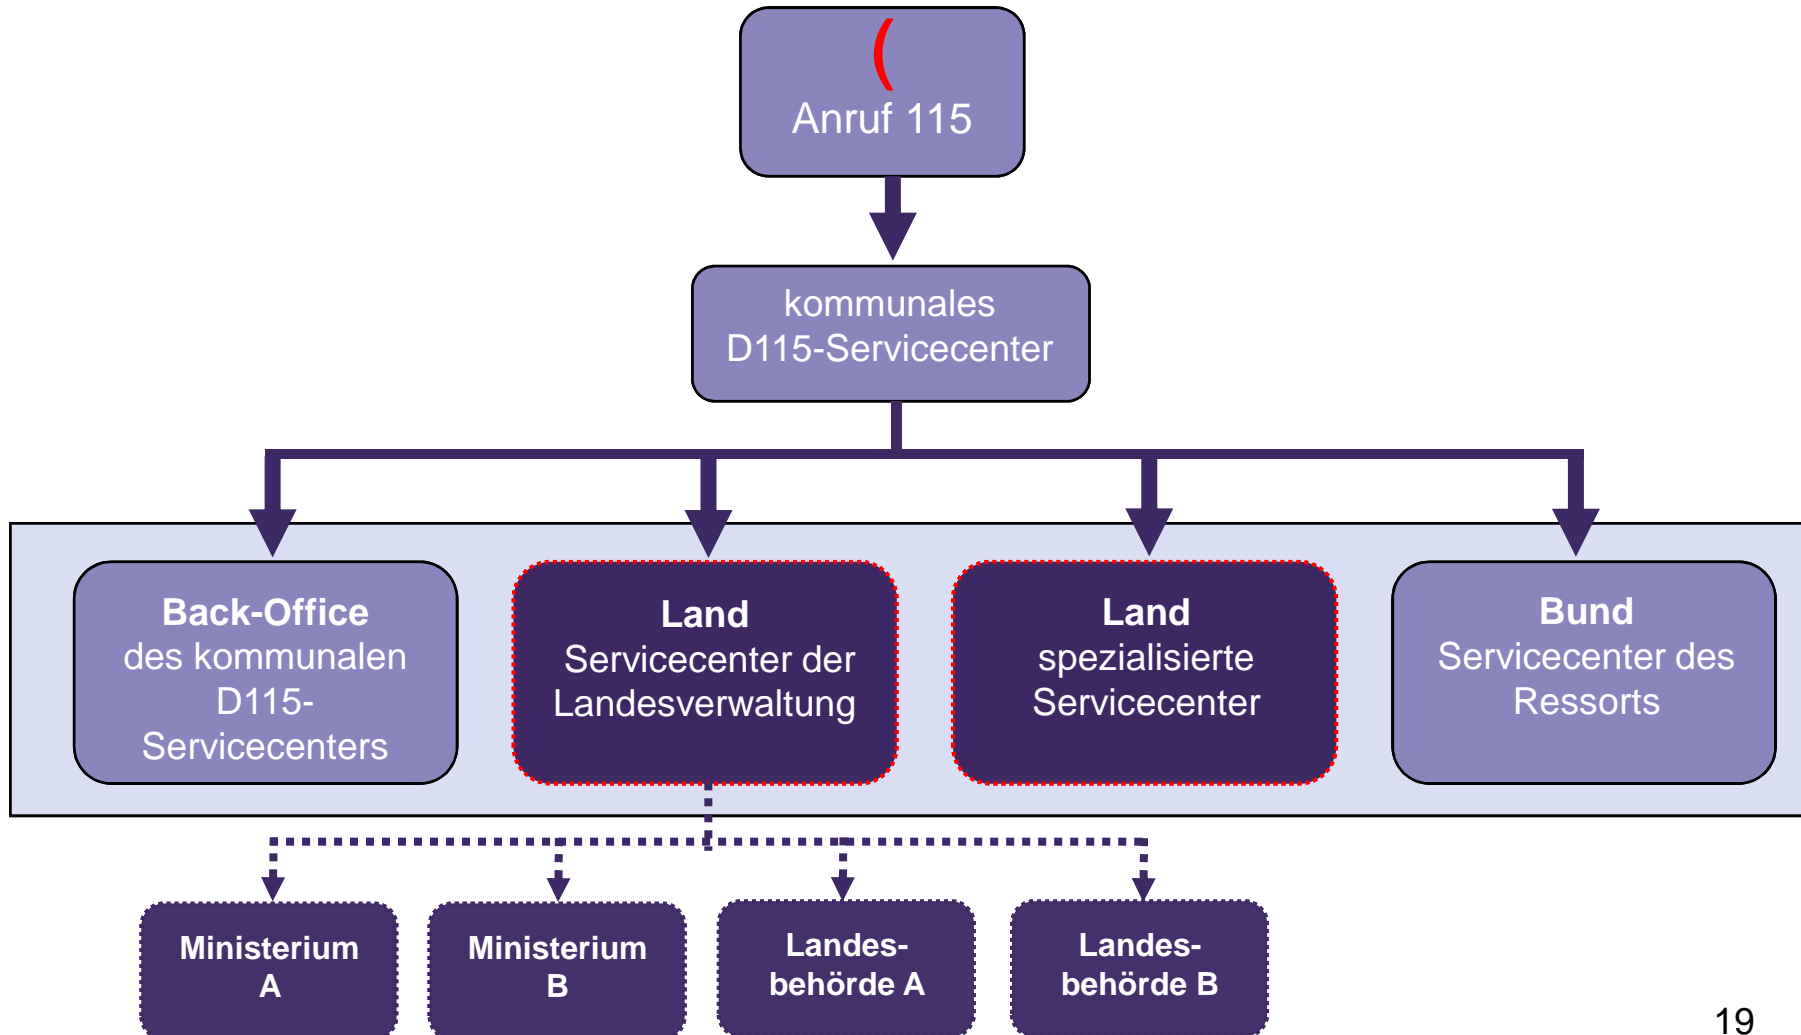 (
Anruf 115
kommunales
D115-Servicecenter
Back-Office
des kommunalen
D115-
Servicecenters
Land
Servicecenter der
Landesverwaltung
Land
spezialisierte
Servicecenter
Bund
Servicecenter des
Ressorts
Ministerium
A
Ministerium
B
Landes-
behörde A
Landes-
behörde B
19